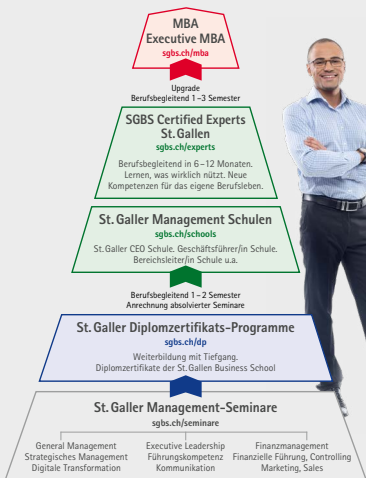 MBA
Executive MBA
sgbs.ch/mba
Upgrade
Berufsbegleitend 1–3 Semester
SGBS Certified Experts
St.Gallen
sgbs.ch/experts
Berufsbegleitend in 6–12 Monaten.
Lernen, was wirklich nützt. Neue
Kompetenzen für das eigene Berufsleben.
St.Galler Management Schulen
sgbs.ch/schools
St.Galler CEO Schule. Geschäftsführer/in Schule.
Bereichsleiter/in Schule u.a.
Berufsbegleitend 1–2 Semester
Anrechnung absolvierter Seminare
St.Galler Diplomzertifikats-Programme
sgbs.ch/dp
Weiterbildung mit Tiefgang.
Diplomzertifikate der St.Gallen Business School
St.Galler Management-Seminare
sgbs.ch/seminare
General Management
Strategisches Management
Digitale Transformation
Executive Leadership
Führungskompetenz
Kommunikation
Finanzmanagement
Finanzielle Führung, Controlling
Marketing, Sales